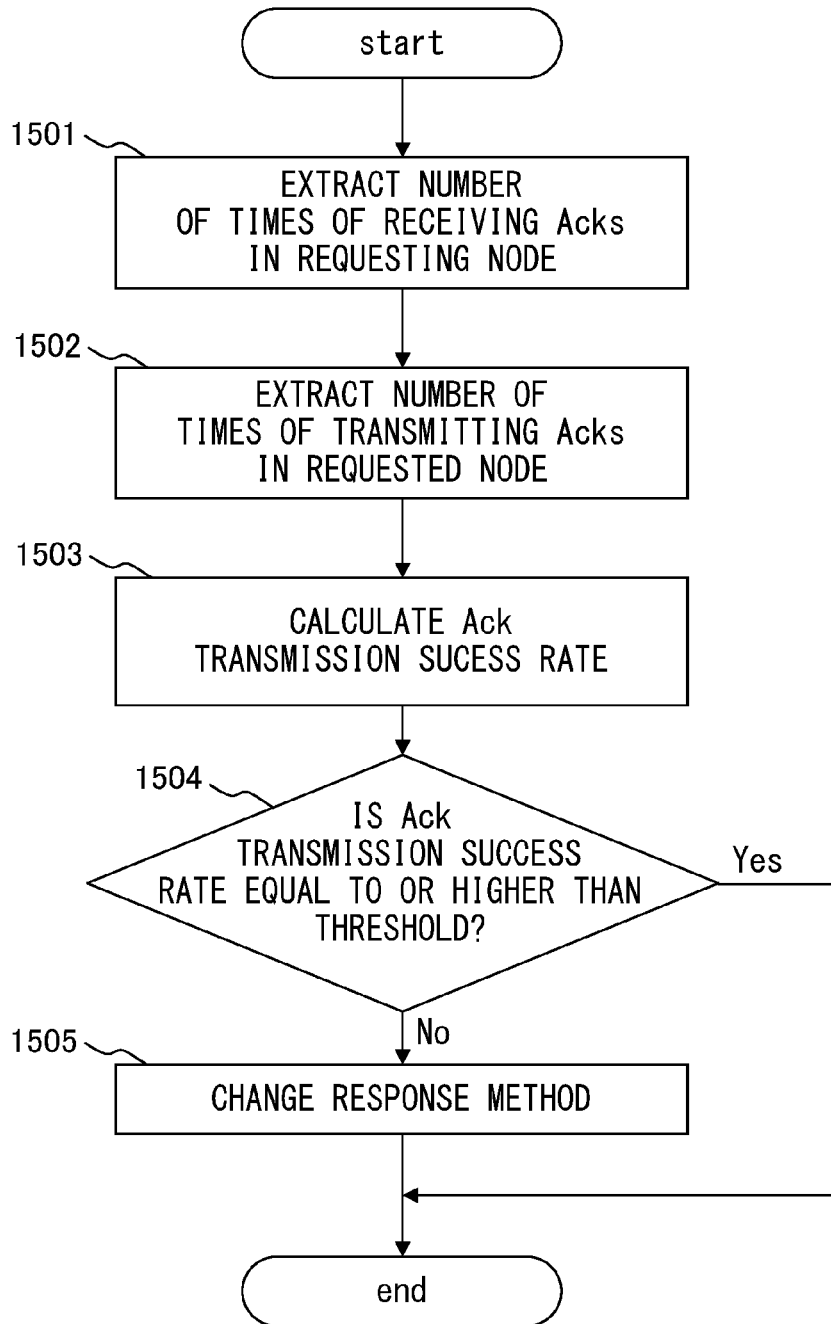 start
1501
EXTRACT NUMBER
OF TIMES OF RECEIVING Acks
IN REQUESTING NODE
1502
EXTRACT NUMBER OF
TIMES OF TRANSMITTING Acks
IN REQUESTED NODE
1503
CALCULATE Ack
TRANSMISSION SUCESS RATE
1504
IS Ack
TRANSMISSION SUCCESS
RATE EQUAL TO OR HIGHER THAN
THRESHOLD?
Yes
No
1505
CHANGE RESPONSE METHOD
end